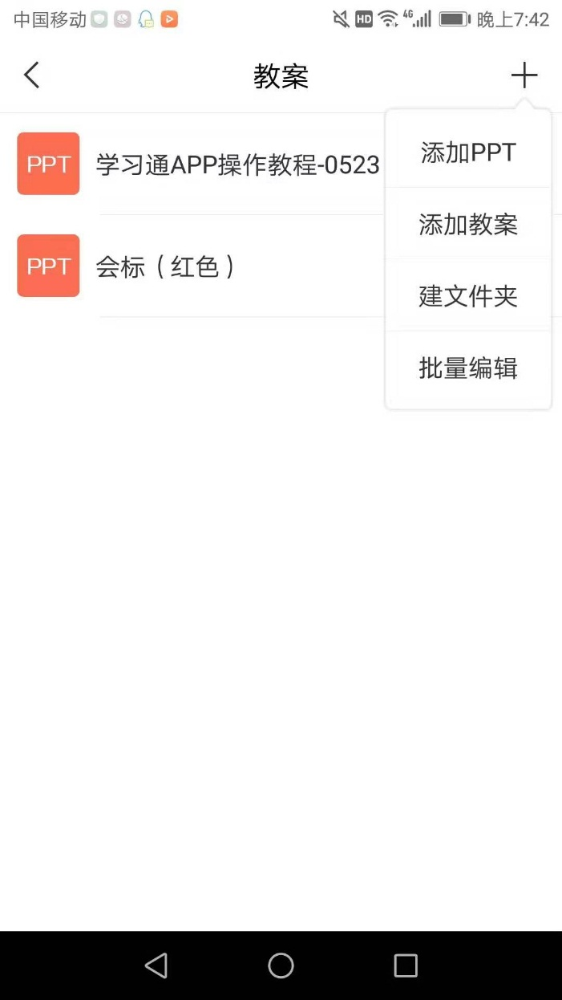 中国移动 HD 4G 晚上7:42
教案
PPT 学习通APP操作教程-0523
PPT 会标（红色）
添加PPT
添加教案
建文件夹
批量编辑